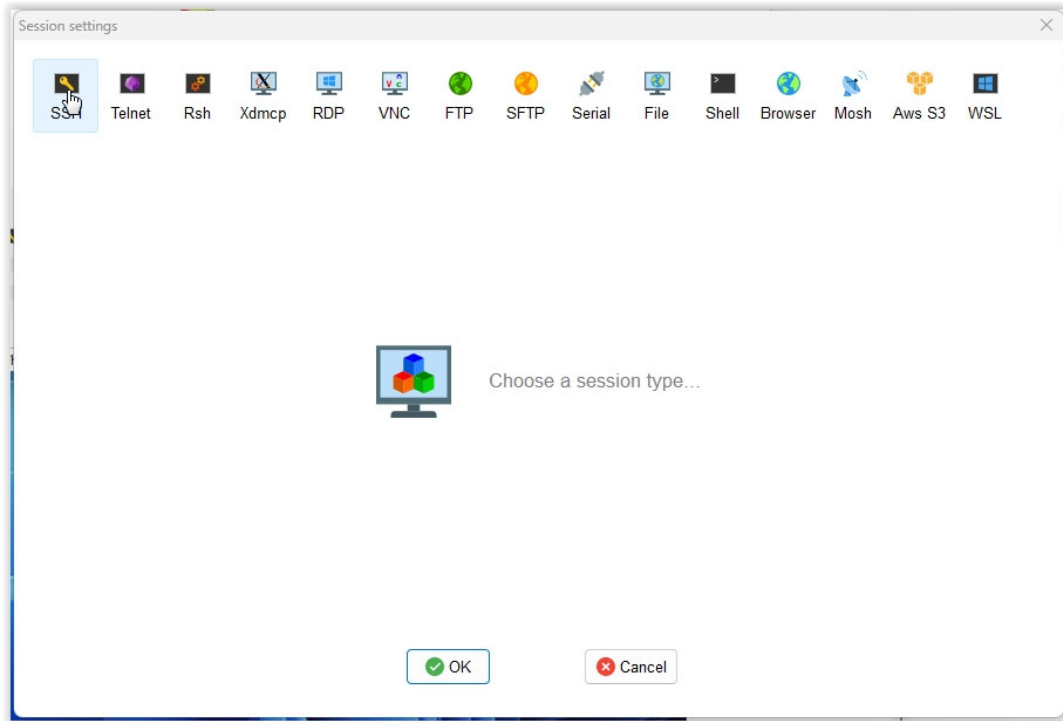 Session settings
SSH Telnet Rsh Xdmcp RDP VNC FTP SFTP Serial File Shell Browser Mosh Aws S3 WSL
Choose a session type...
OK Cancel